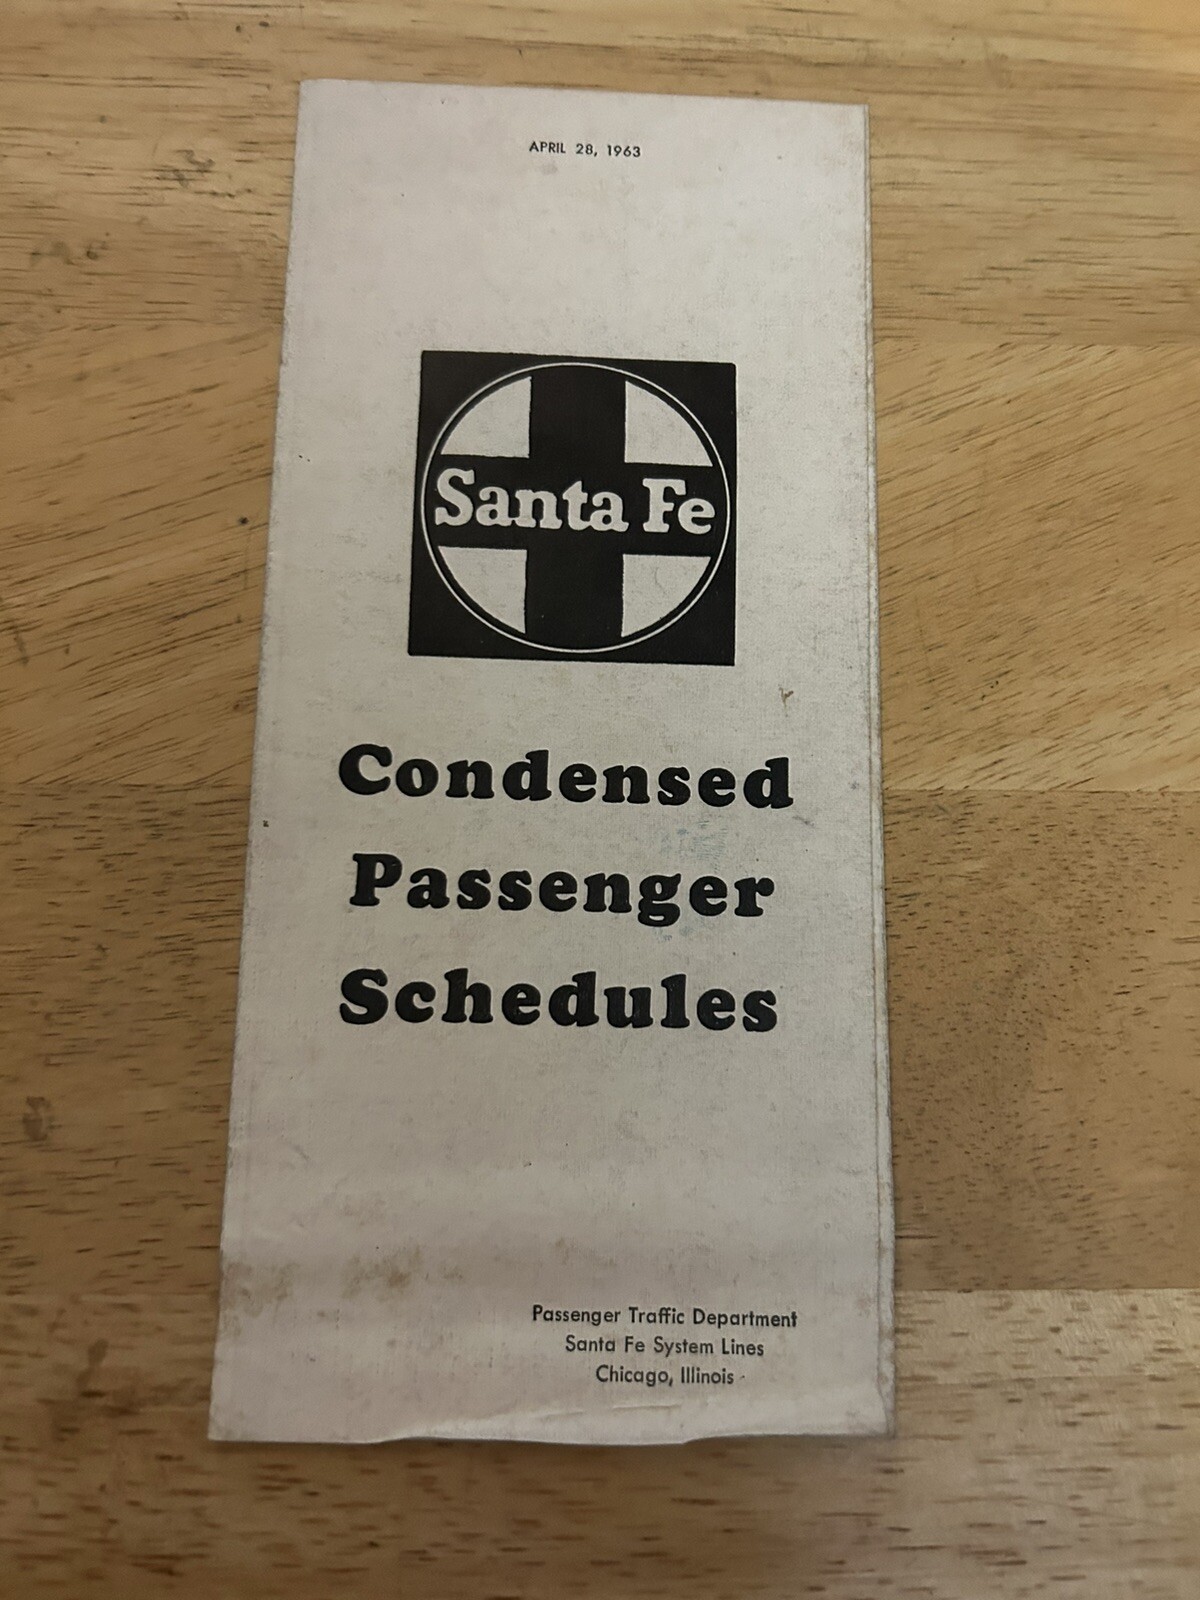 APRIL 28, 1963
Santa Fe
Condensed
Passenger
Schedules
Passenger Traffic Department
Santa Fe System Lines
Chicago, Illinois